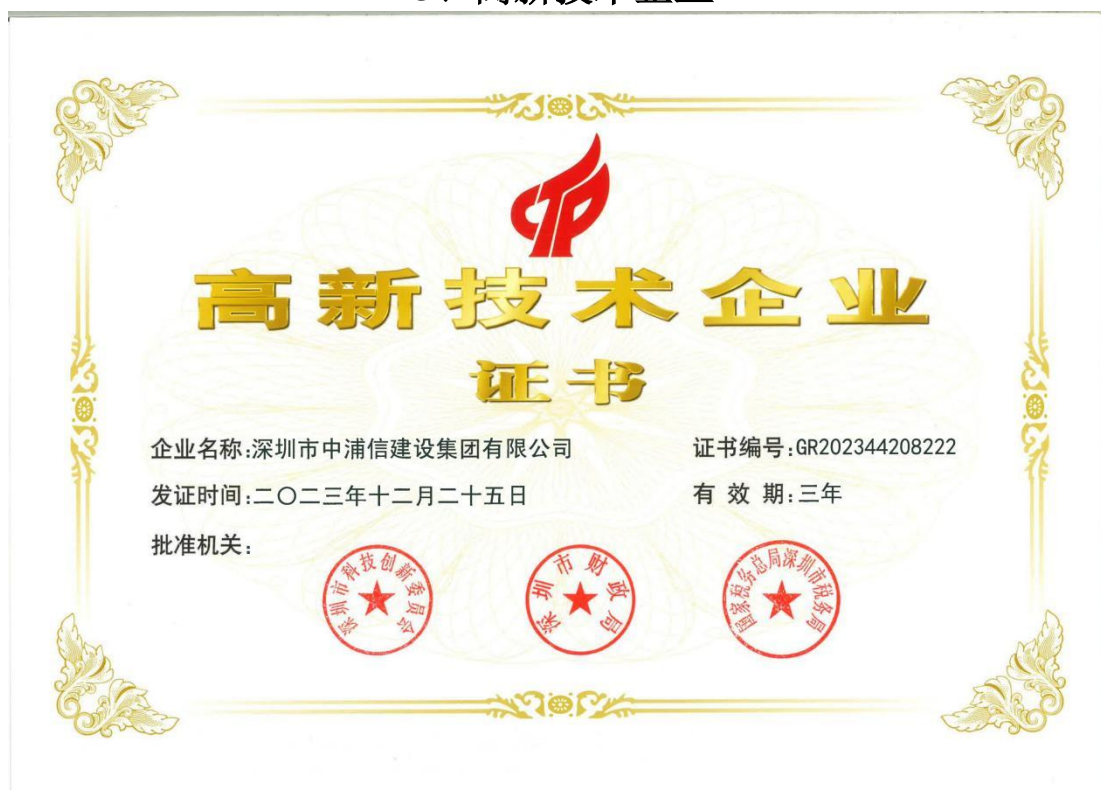 高新技术企业
证书
企业名称:深圳市中浦信建设集团有限公司
证书编号:GR202344208222
发证时间:二〇二三年十二月二十五日
有 效 期:三年
批准机关:
深圳市科技创新委员会
深圳市财政局
国家税务总局深圳市税务局